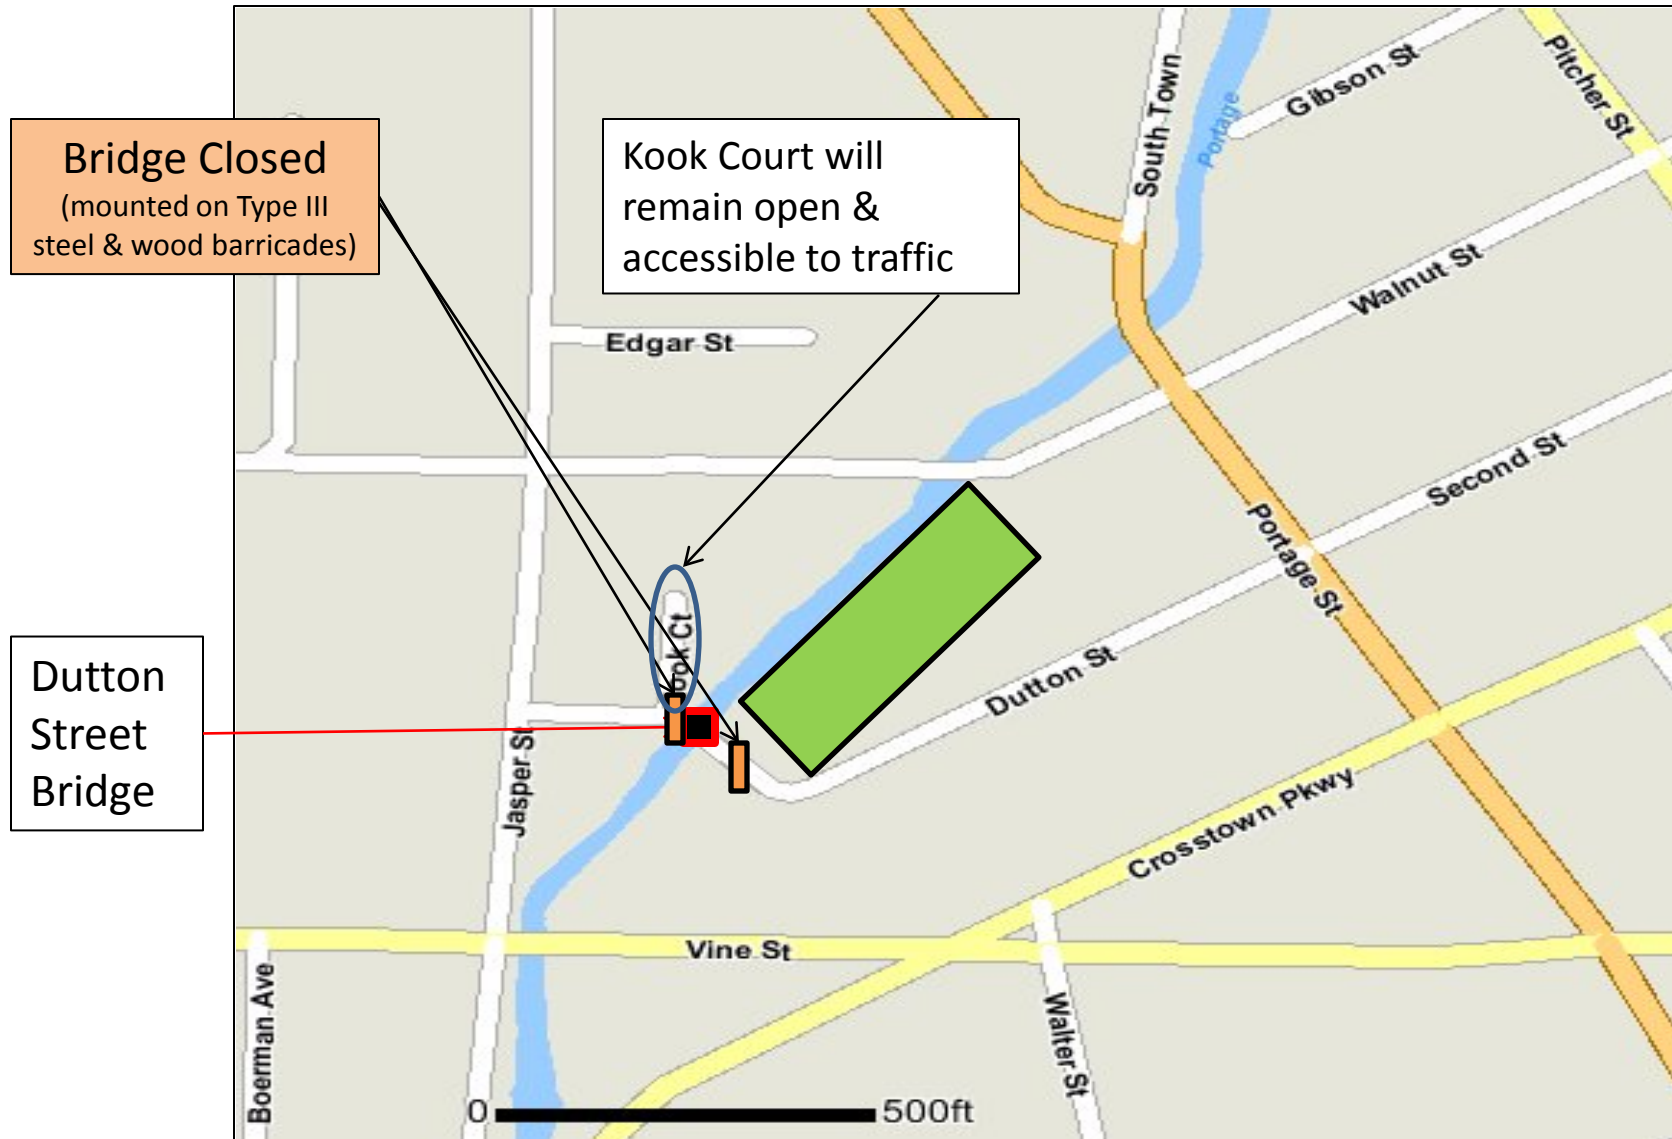 Bridge Closed
(mounted on Type III
steel & wood barricades)
Kook Court will
remain open &
accessible to traffic
Dutton
Street
Bridge
South Town
Portage
Gibson St
Pitcher St
Walnut St
Edgar St
Second St
Portage St
ook Ct
Dutton St
Jasper St
Crosstown Pkwy
Vine St
Boerman Ave
Walter St
0 500ft